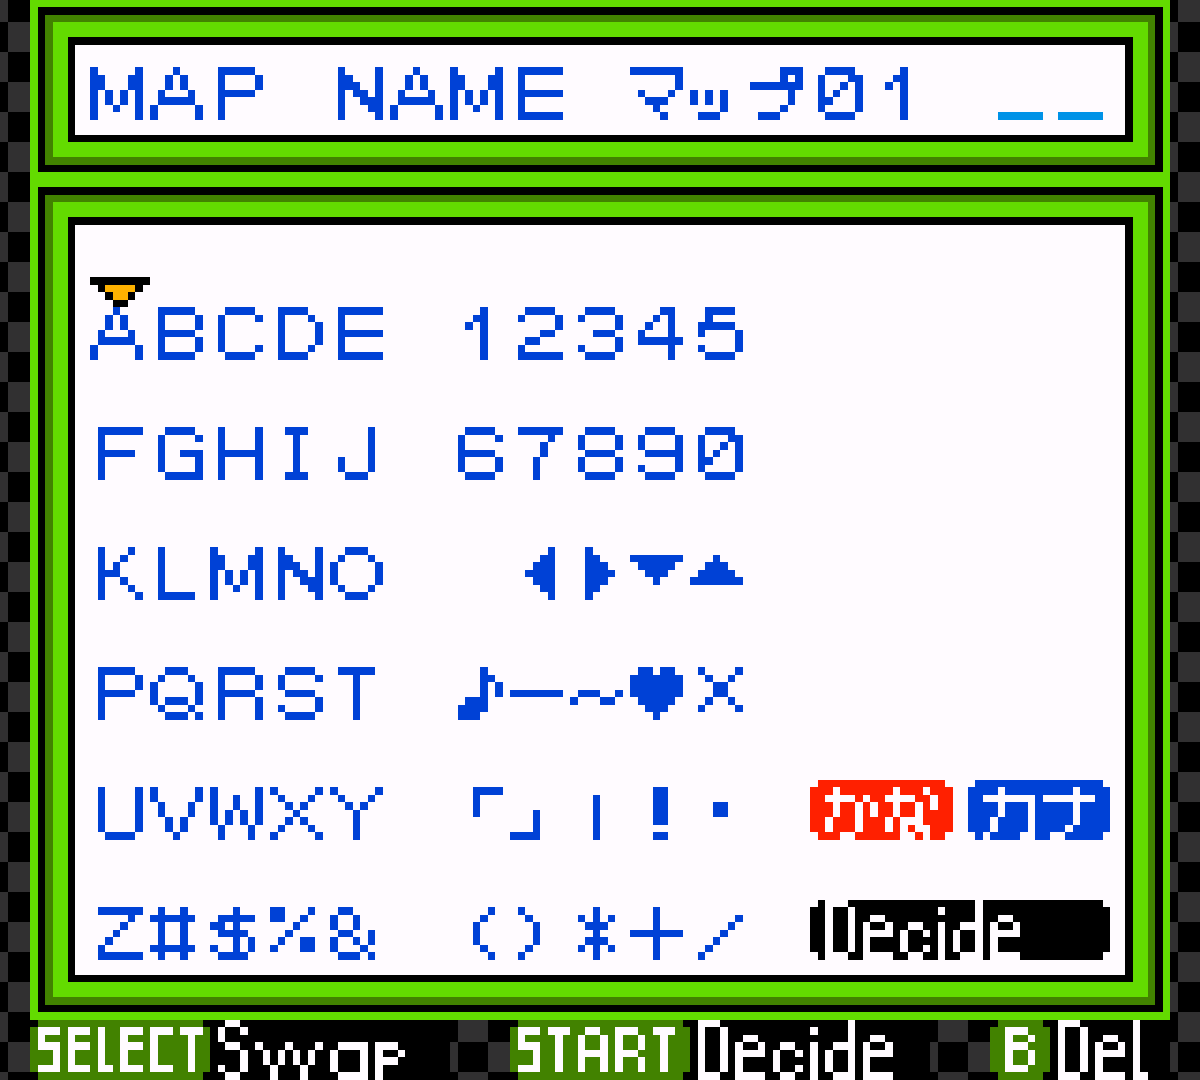 MAP NAME マップ01 _ _
ABCDE 12345
FGHIJ 67890
KLMNO ◀▶▼▲
PQRST ♪ー~♥×
UVWXY 「」|!・ かな カナ
Z#$%& ()*+/ Decide
SELECT Swap START Decide B Del